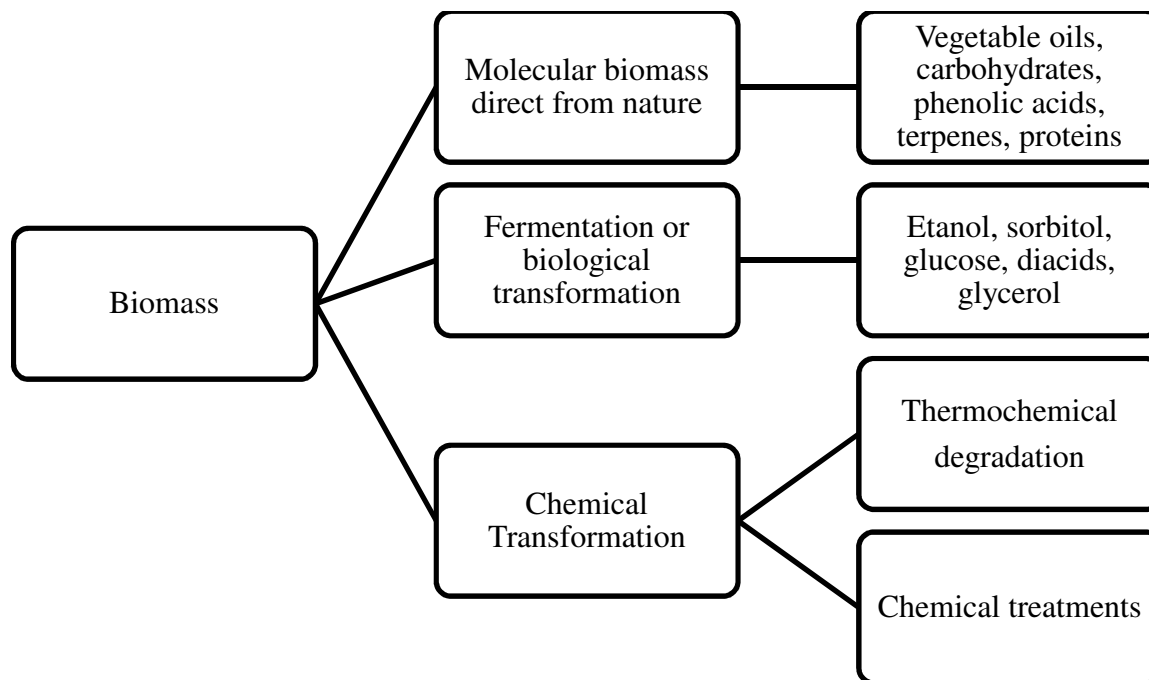 Biomass
Molecular biomass
direct from nature
Vegetable oils,
carbohydrates,
phenolic acids,
terpenes, proteins
Fermentation or
biological
transformation
Etanol, sorbitol,
glucose, diacids,
glycerol
Chemical
Transformation
Thermochemical
degradation
Chemical treatments